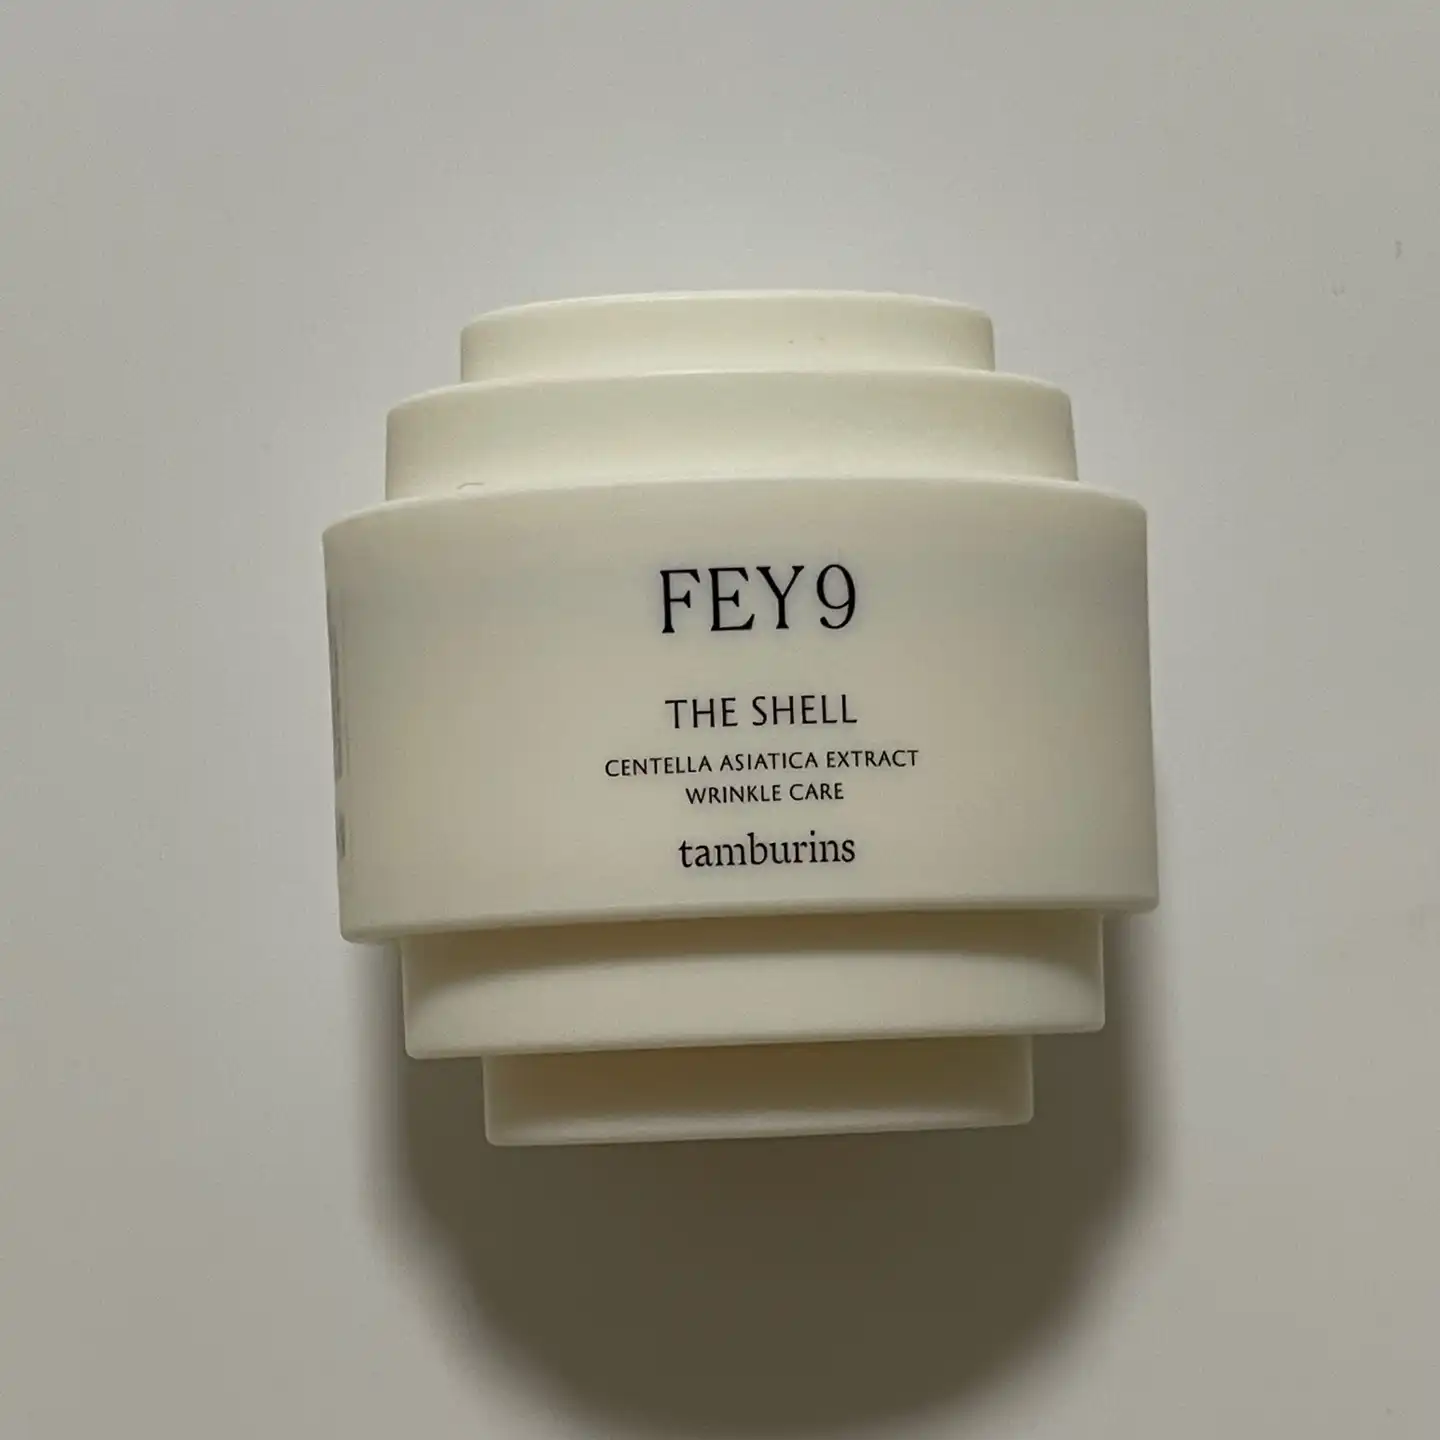 FEY9
THE SHELL
CENTELLA ASIATICA EXTRACT
WRINKLE CARE
tamburins